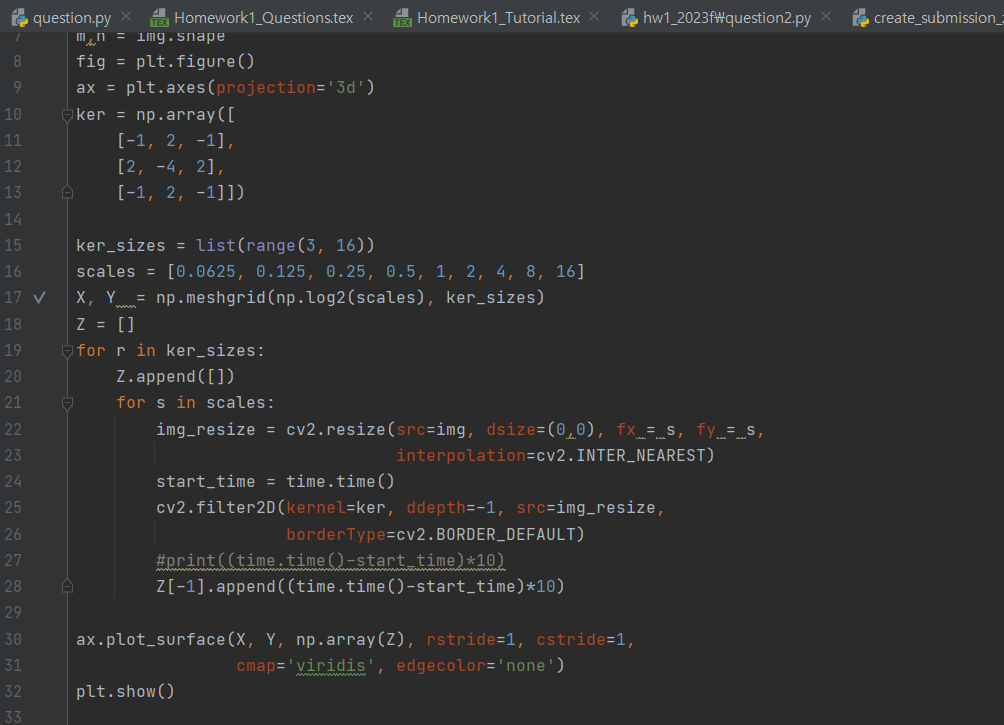 question.py Homework1_Questions.tex Homework1_Tutorial.tex hw1_2023f₩question2.py create_submission_
7 m,n = img.shape
8 fig = plt.figure()
9 ax = plt.axes(projection='3d')
10 ker = np.array([
11 [-1, 2, -1],
12 [2, -4, 2],
13 [-1, 2, -1]])
14
15 ker_sizes = list(range(3, 16))
16 scales = [0.0625, 0.125, 0.25, 0.5, 1, 2, 4, 8, 16]
17 X, Y  = np.meshgrid(np.log2(scales), ker_sizes)
18 Z = []
19 for r in ker_sizes:
20 Z.append([])
21 for s in scales:
22 img_resize = cv2.resize(src=img, dsize=(0,0), fx = s, fy = s,
23 interpolation=cv2.INTER_NEAREST)
24 start_time = time.time()
25 cv2.filter2D(kernel=ker, ddepth=-1, src=img_resize,
26 borderType=cv2.BORDER_DEFAULT)
27 #print((time.time()-start_time)*10)
28 Z[-1].append((time.time()-start_time)*10)
29
30 ax.plot_surface(X, Y, np.array(Z), rstride=1, cstride=1,
31 cmap='viridis', edgecolor='none')
32 plt.show()
33